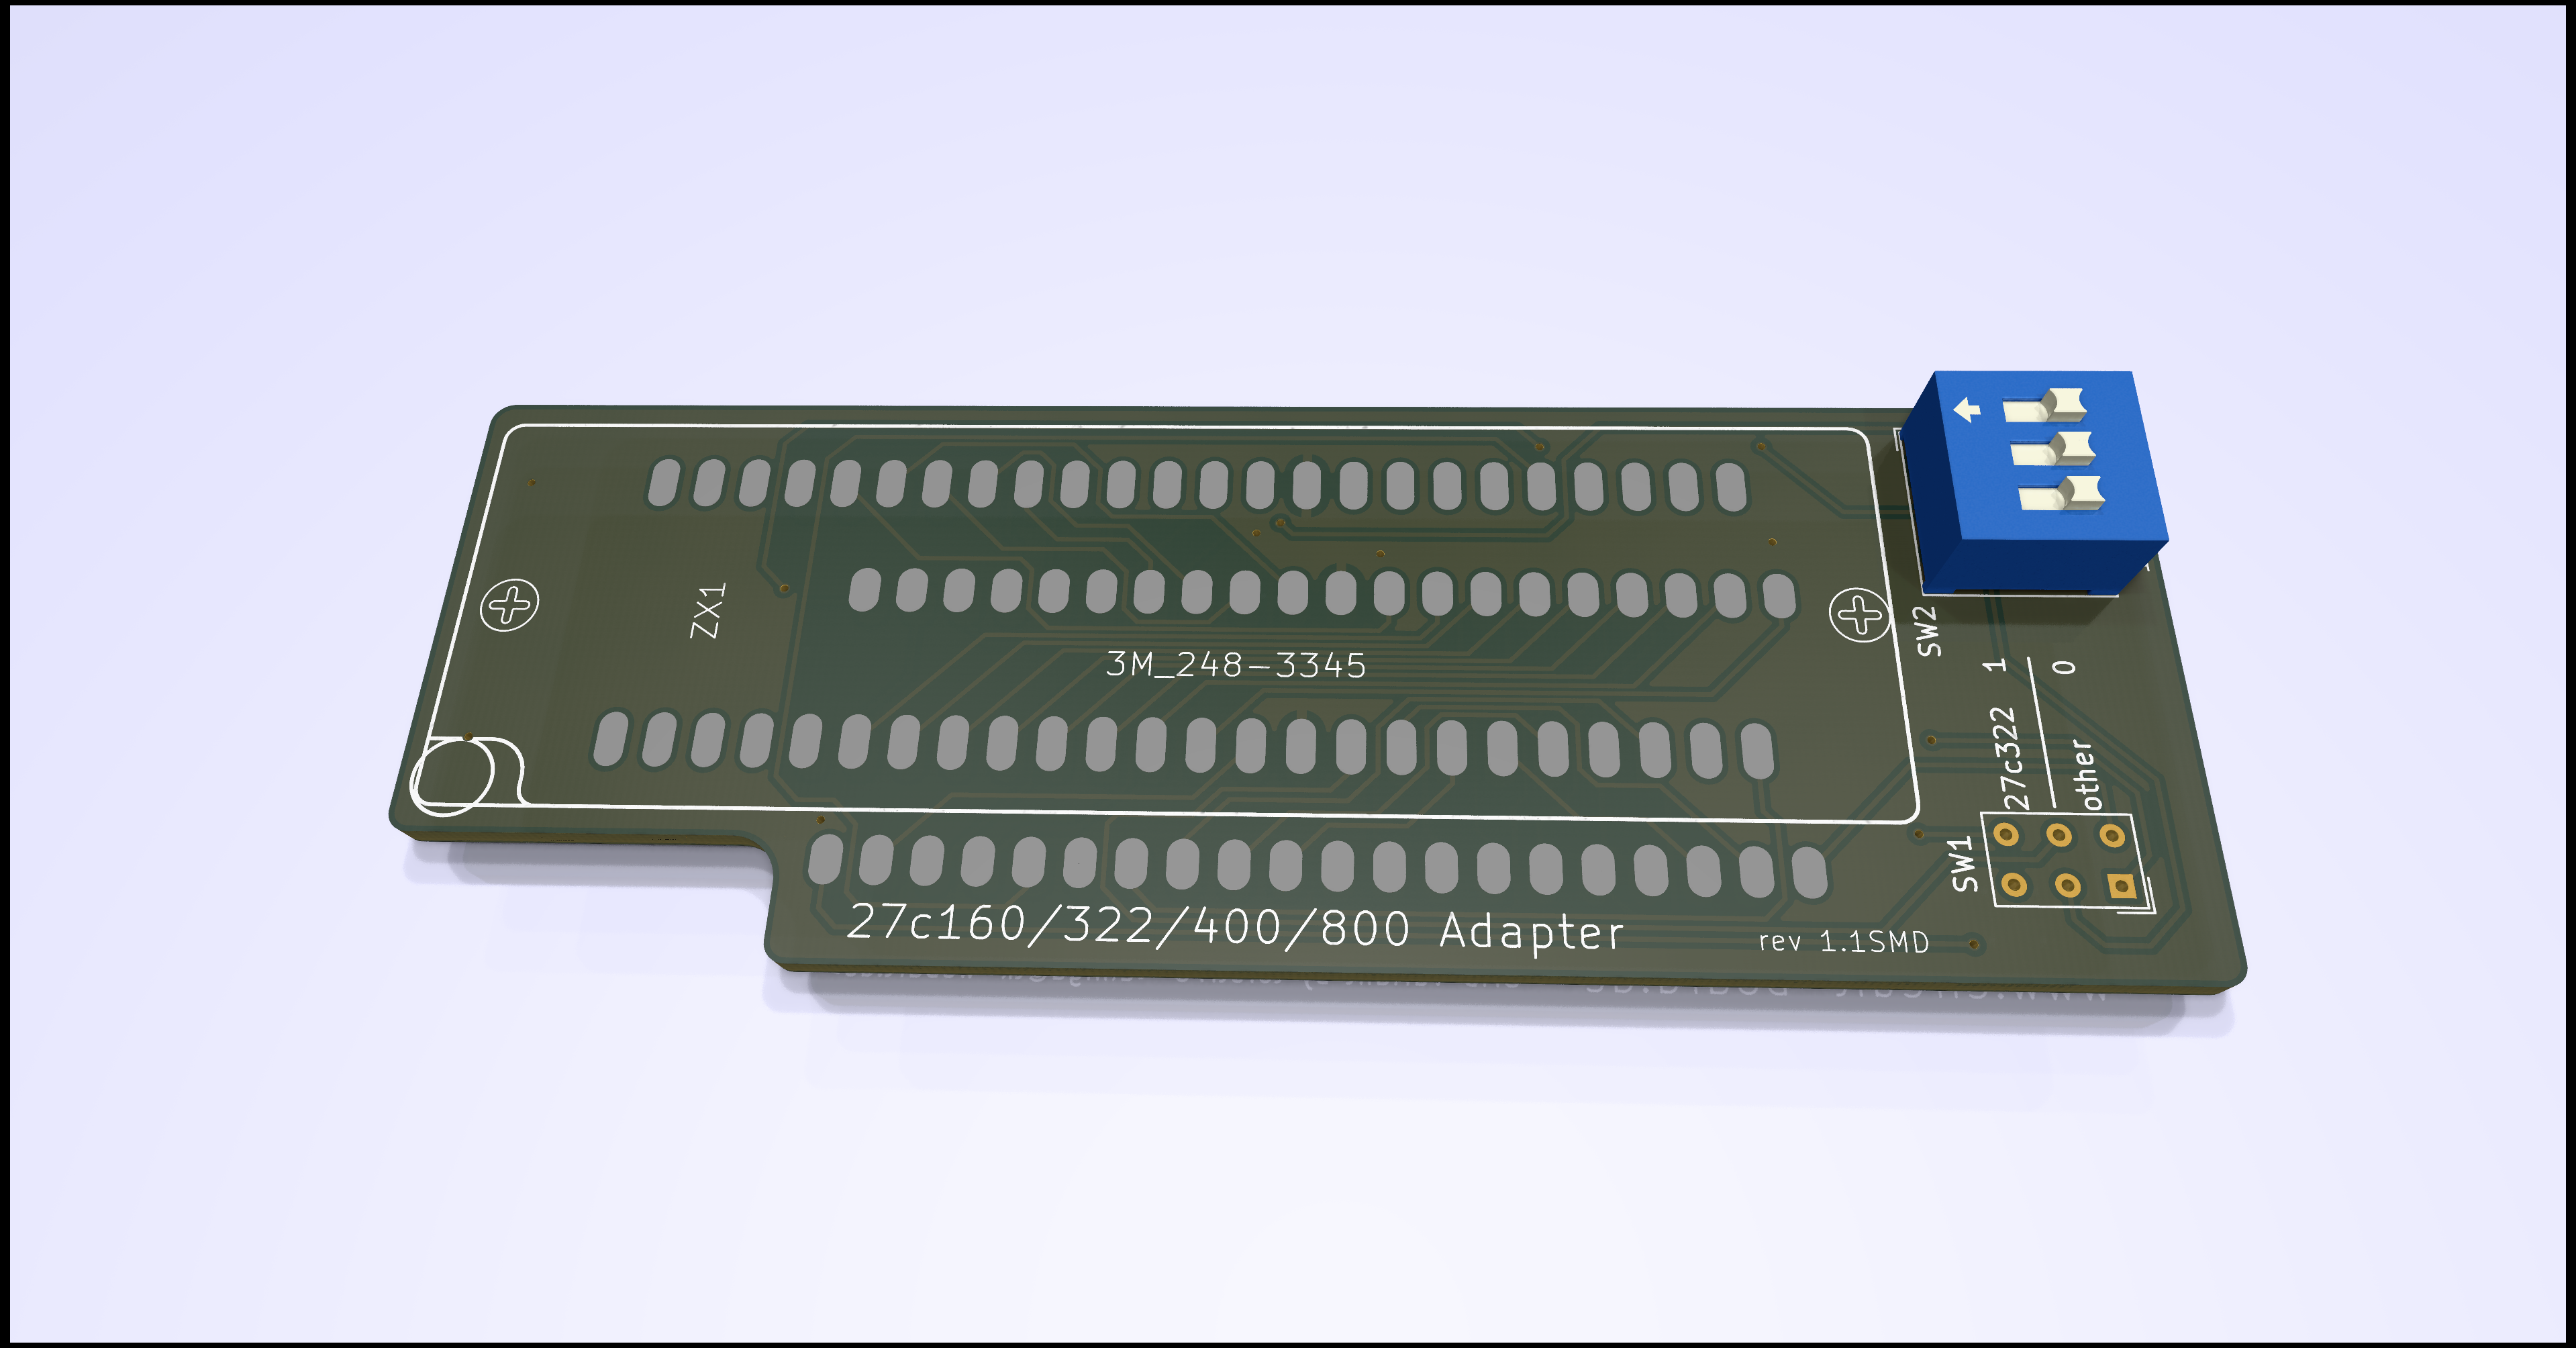 ZX1
3M_248-3345
SW2
1
0
27c322
other
SW1
27c160/322/400/800 Adapter
rev 1.1SMD